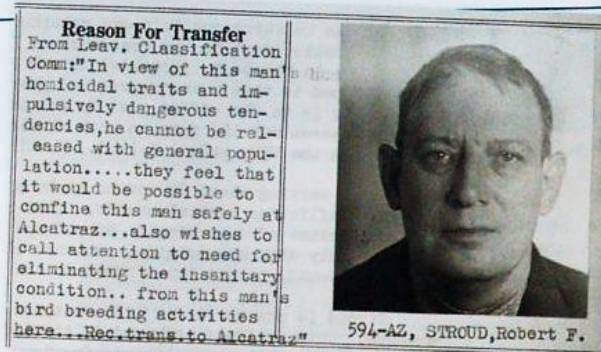 Reason For Transfer
From Leav. Classification
Comm:"In view of this man's
homicidal traits and im-
pulsively dangerous ten-
dencies,he cannot be rel-
eased with general popu-
lation.....they feel that
it would be possible to
confine this man safely at
Alcatraz...also wishes to
call attention to need for
eliminating the insanitary
condition.. from this man's
bird breeding activities
here...Rec.trans.to Alcatraz"
594-AZ, STROUD,Robert F.